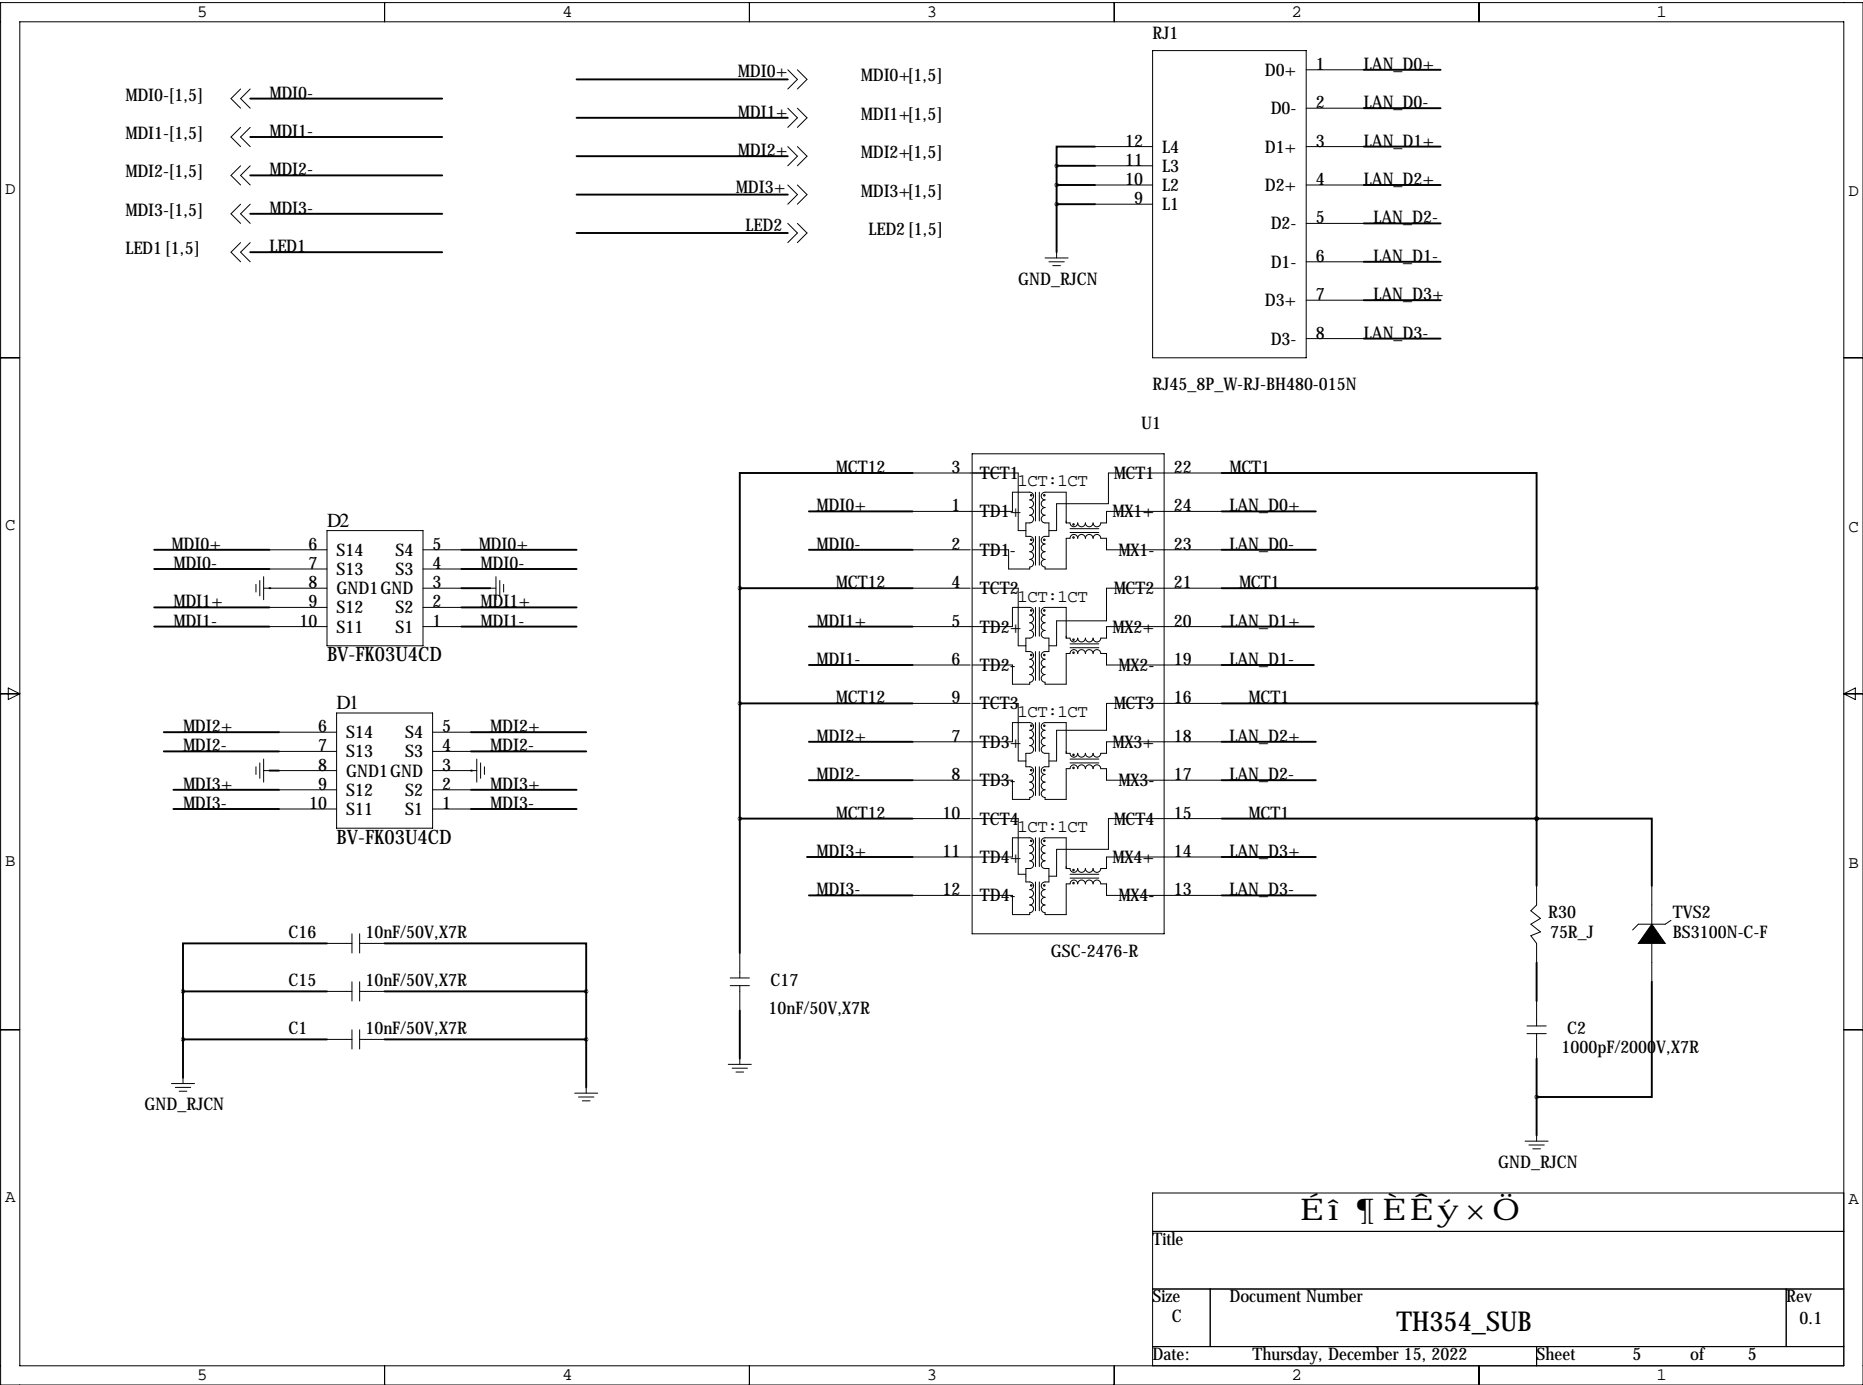 5 4 3 2 1
D
C
B
A
D
C
B
A
MDI0-[1,5] MDI0-
MDI1-[1,5] MDI1-
MDI2-[1,5] MDI2-
MDI3-[1,5] MDI3-
LED1 [1,5] LED1
MDI0+ MDI0+[1,5]
MDI1+ MDI1+[1,5]
MDI2+ MDI2+[1,5]
MDI3+ MDI3+[1,5]
LED2 LED2 [1,5]
RJ1
D0+ 1 LAN_D0+
D0- 2 LAN_D0-
12 L4 D1+ 3 LAN_D1+
11 L3
10 L2 D2+ 4 LAN_D2+
9 L1
D2- 5 LAN_D2-
D1- 6 LAN_D1-
GND_RJCN
D3+ 7 LAN_D3+
D3- 8 LAN_D3-
RJ45_8P_W-RJ-BH480-015N
D2
MDI0+ 6 S14 S4 5 MDI0+
MDI0- 7 S13 S3 4 MDI0-
8 GND1 GND 3
MDI1+ 9 S12 S2 2 MDI1+
MDI1- 10 S11 S1 1 MDI1-
BV-FK03U4CD
D1
MDI2+ 6 S14 S4 5 MDI2+
MDI2- 7 S13 S3 4 MDI2-
8 GND1 GND 3
MDI3+ 9 S12 S2 2 MDI3+
MDI3- 10 S11 S1 1 MDI3-
BV-FK03U4CD
C16 10nF/50V,X7R
C15 10nF/50V,X7R
C1 10nF/50V,X7R
GND_RJCN
U1
MCT12 3 TCT1 MCT1 22 MCT1
1CT:1CT
MDI0+ 1 TD1+ MX1+ 24 LAN_D0+
MDI0- 2 TD1- MX1- 23 LAN_D0-
MCT12 4 TCT2 MCT2 21 MCT1
1CT:1CT
MDI1+ 5 TD2+ MX2+ 20 LAN_D1+
MDI1- 6 TD2- MX2- 19 LAN_D1-
MCT12 9 TCT3 MCT3 16 MCT1
1CT:1CT
MDI2+ 7 TD3+ MX3+ 18 LAN_D2+
MDI2- 8 TD3- MX3- 17 LAN_D2-
MCT12 10 TCT4 MCT4 15 MCT1
1CT:1CT
MDI3+ 11 TD4+ MX4+ 14 LAN_D3+
MDI3- 12 TD4- MX4- 13 LAN_D3-
GSC-2476-R
C17
10nF/50V,X7R
R30
75R_J
TVS2
BS3100N-C-F
C2
1000pF/2000V,X7R
GND_RJCN
Éî ¶ÈÊý×Ö
Title
Size Document Number Rev
C TH354_SUB 0.1
Date: Thursday, December 15, 2022 Sheet 5 of 5
5 4 3 2 1